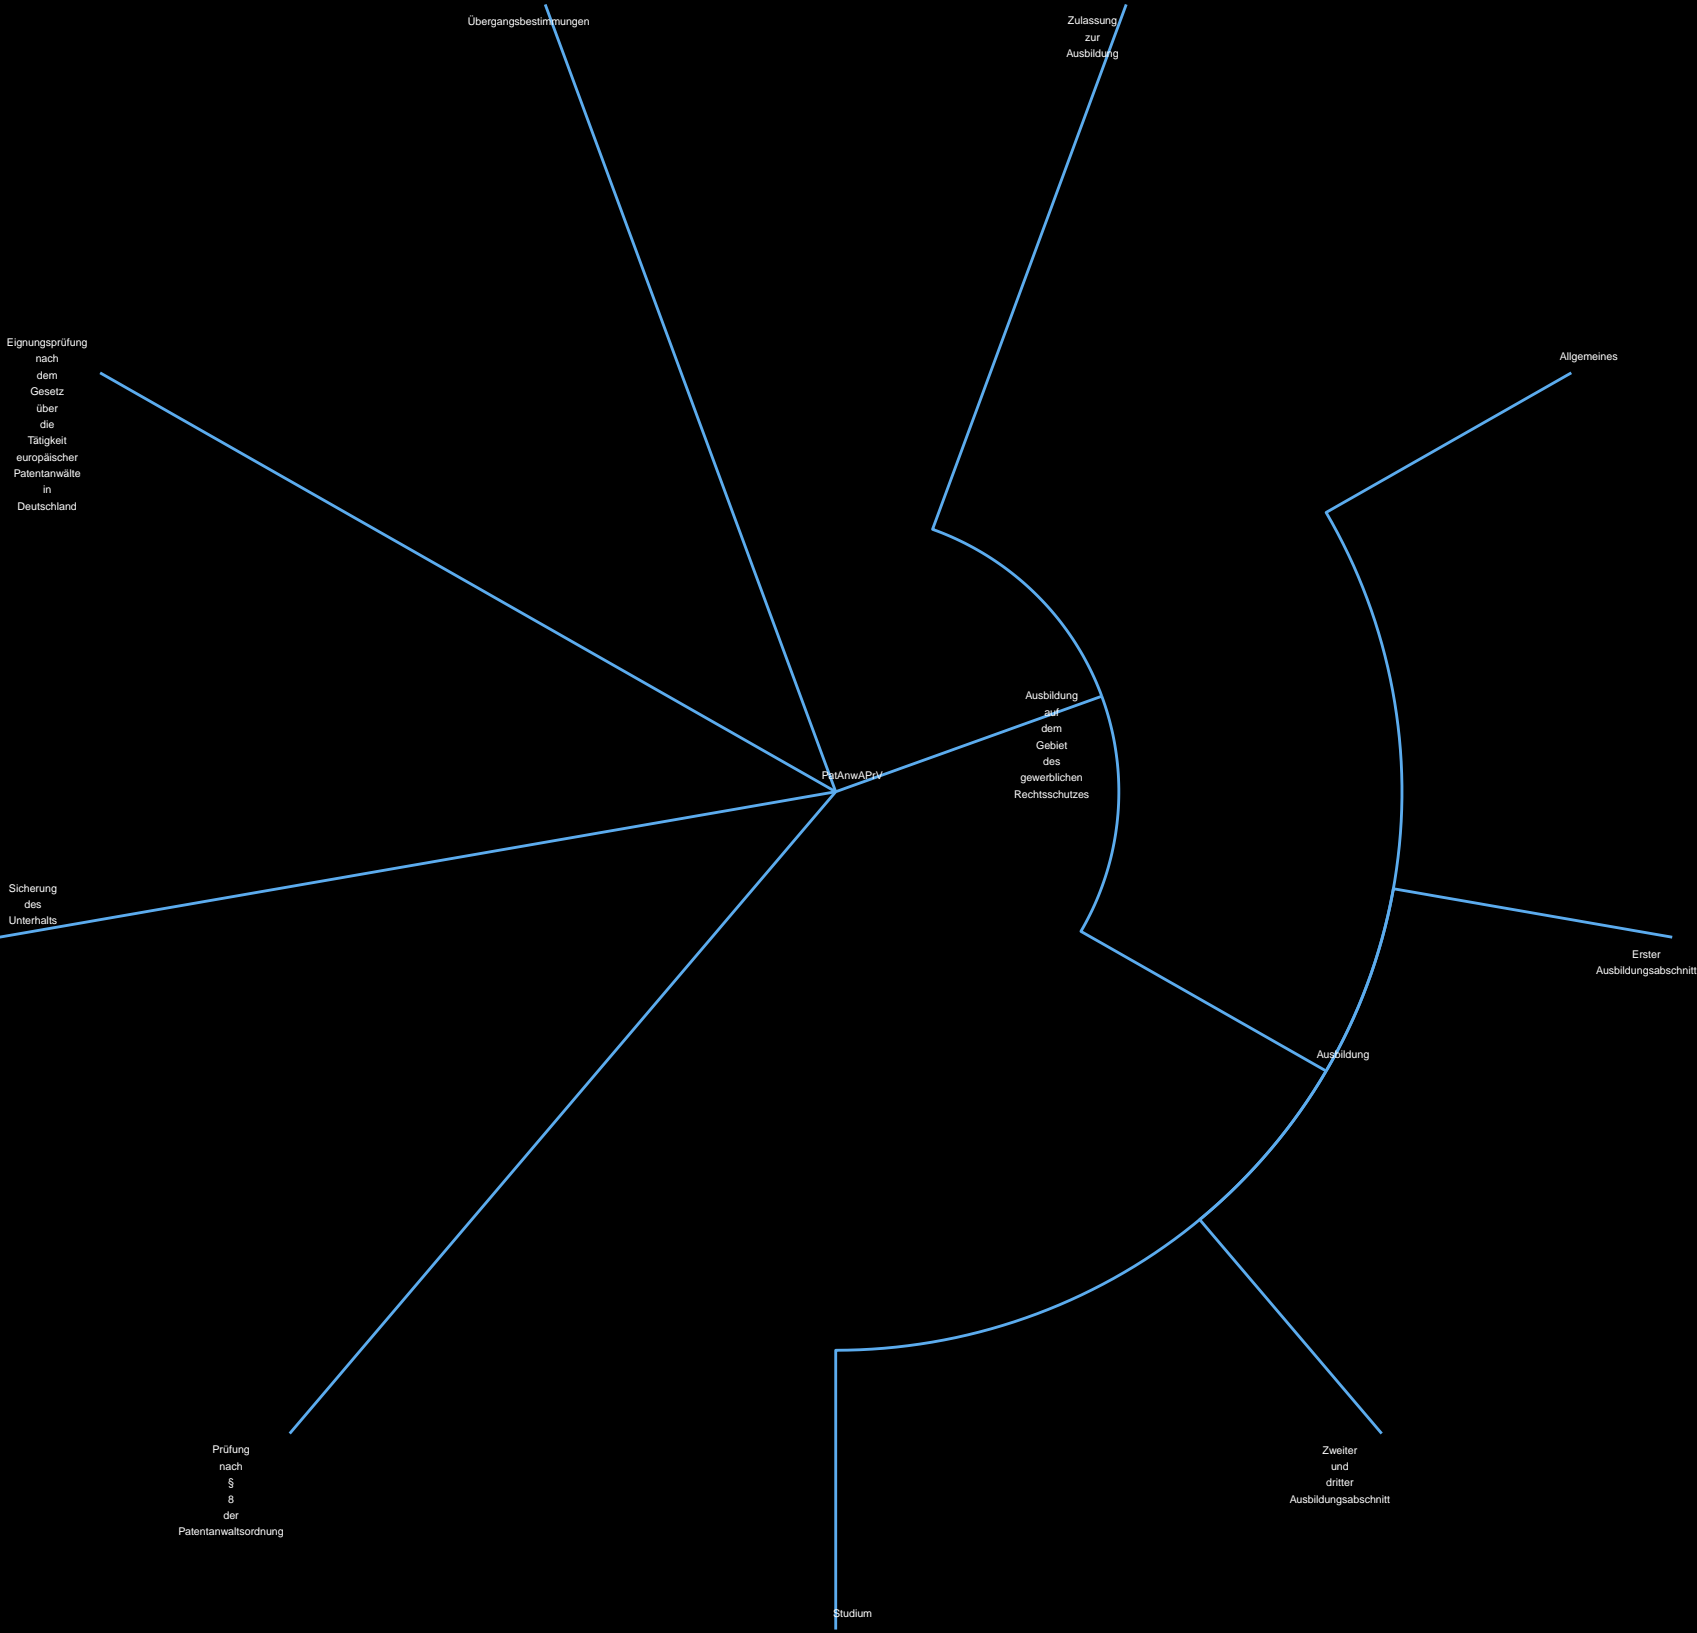 Übergangsbestimmungen
Zulassung
zur
Ausbildung
Eignungsprüfung
nach
dem
Gesetz
über
die
Tätigkeit
europäischer
Patentanwälte
in
Deutschland
Allgemeines
Ausbildung
auf
dem
Gebiet
des
gewerblichen
Rechtsschutzes
PatAnwAPrV
Sicherung
des
Unterhalts
Erster
Ausbildungsabschnitt
Ausbildung
Prüfung
nach
§
8
der
Patentanwaltsordnung
Zweiter
und
dritter
Ausbildungsabschnitt
Studium